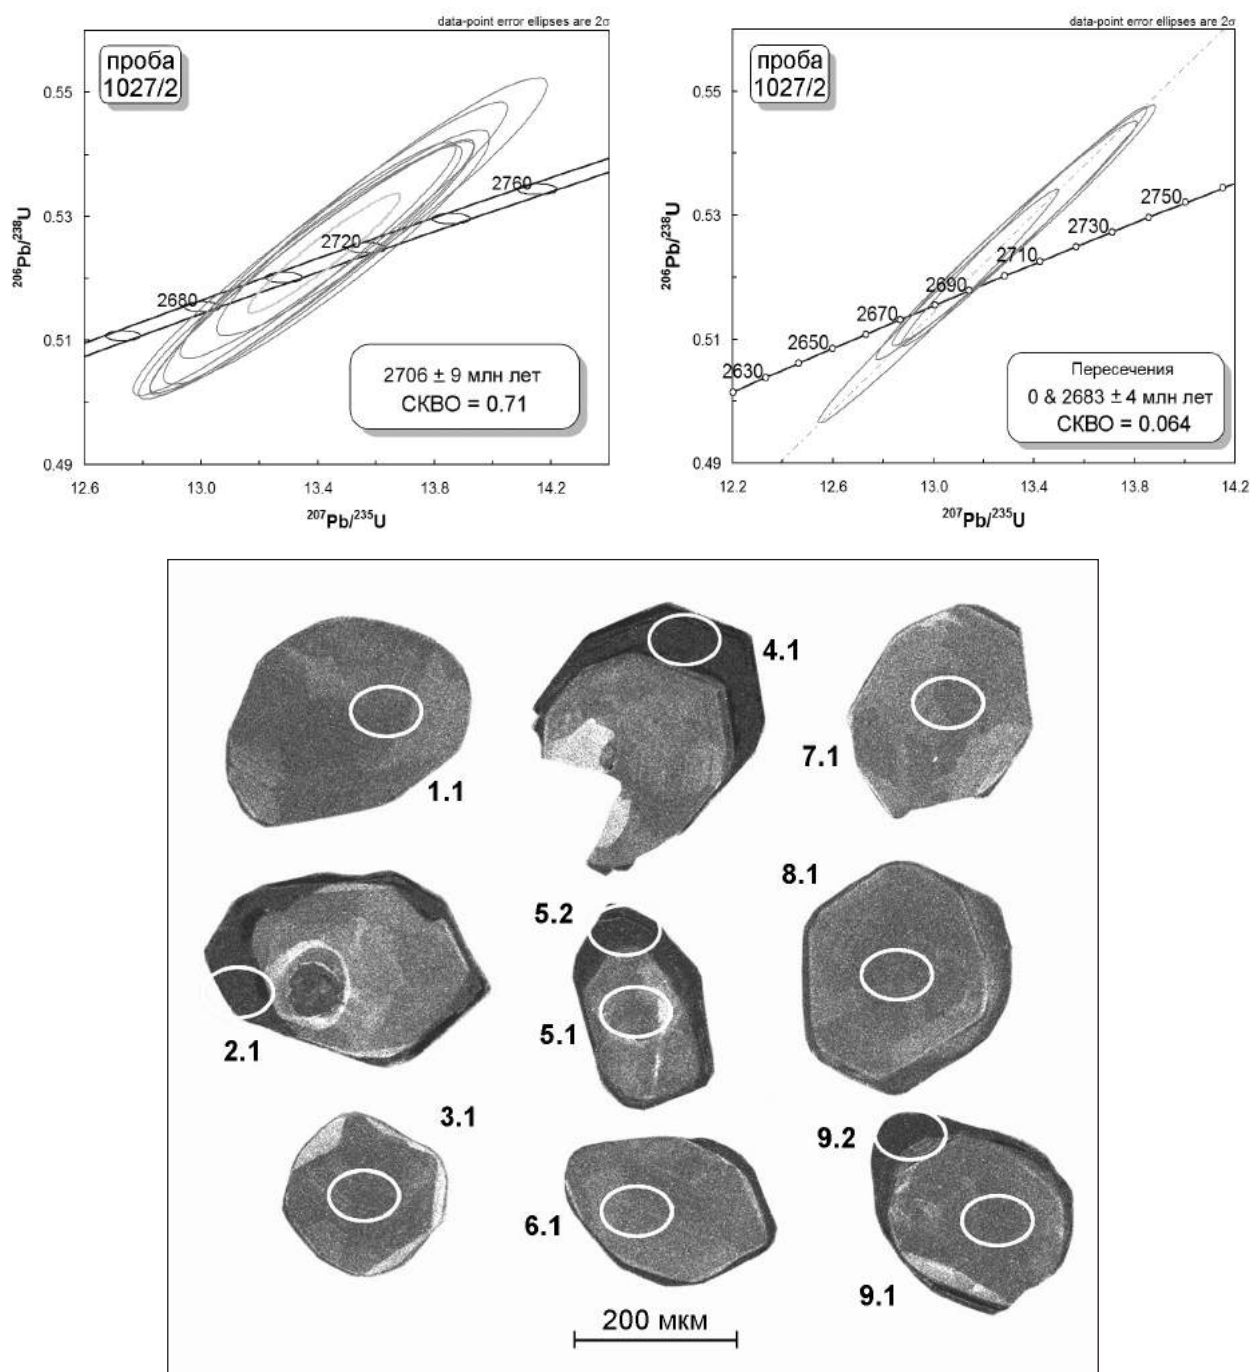 data-point error ellipses are 2σ
проба
1027/2
0.55
0.53
0.51
0.49
²⁰⁶Pb/²³⁸U
2760
2720
2680
2706 ± 9 млн лет
СКВО = 0.71
12.6 13.0 13.4 13.8 14.2
²⁰⁷Pb/²³⁵U
data-point error ellipses are 2σ
проба
1027/2
0.55
0.53
0.51
0.49
²⁰⁶Pb/²³⁸U
2750
2730
2710
2690
2670
2650
2630
Пересечения
0 & 2683 ± 4 млн лет
СКВО = 0.064
12.2 12.6 13.0 13.4 13.8 14.2
²⁰⁷Pb/²³⁵U
4.1
7.1
1.1
8.1
5.2
5.1
2.1
3.1
9.2
6.1
9.1
200 мкм